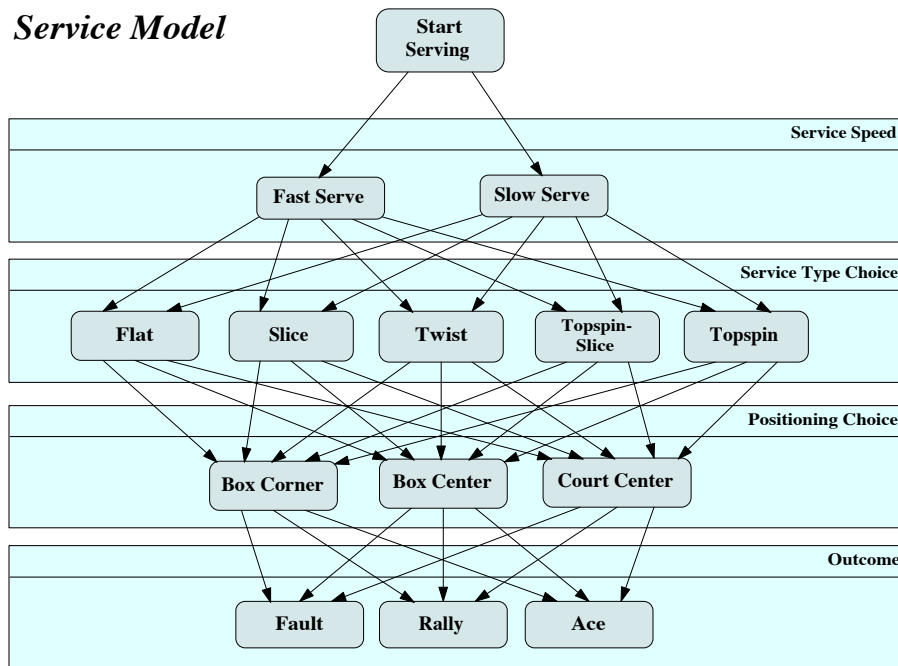 Service Model
Start
Serving
Service Speed
Fast Serve
Slow Serve
Service Type Choice
Flat
Slice
Twist
Topspin-
Slice
Topspin
Positioning Choice
Box Corner
Box Center
Court Center
Outcome
Fault
Rally
Ace